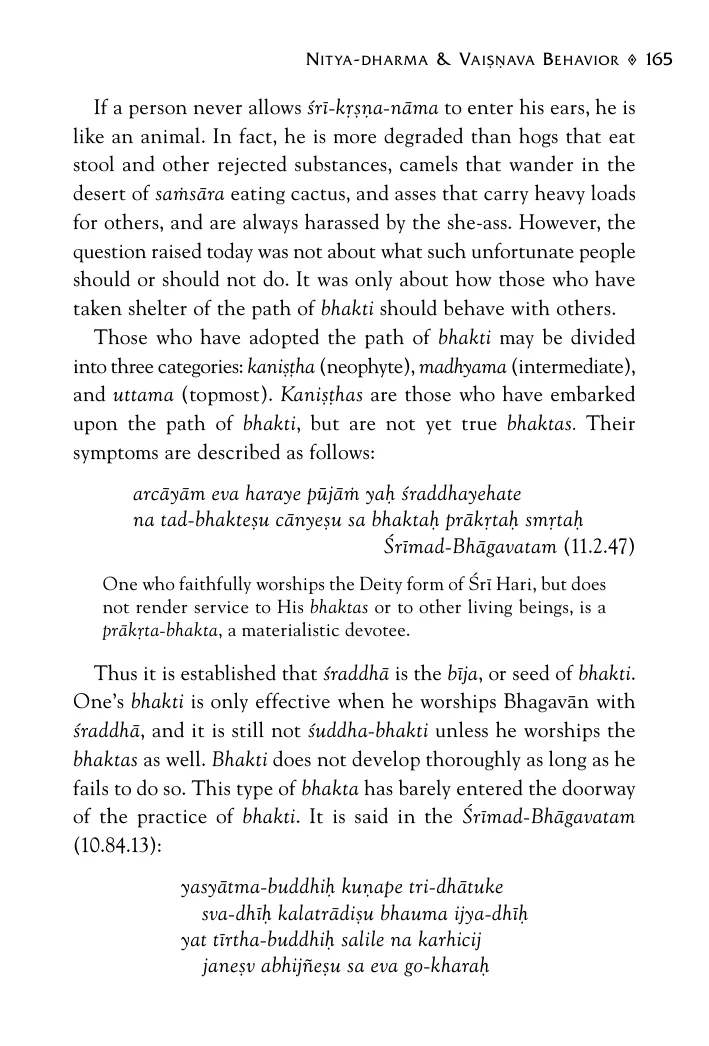 NITYA-DHARMA & VAIṢṆAVA BEHAVIOR ◊ 165
If a person never allows śrī-kṛṣṇa-nāma to enter his ears, he is
like an animal. In fact, he is more degraded than hogs that eat
stool and other rejected substances, camels that wander in the
desert of saṁsāra eating cactus, and asses that carry heavy loads
for others, and are always harassed by the she-ass. However, the
question raised today was not about what such unfortunate people
should or should not do. It was only about how those who have
taken shelter of the path of bhakti should behave with others.
Those who have adopted the path of bhakti may be divided
into three categories: kaniṣṭha (neophyte), madhyama (intermediate),
and uttama (topmost). Kaniṣṭhas are those who have embarked
upon the path of bhakti, but are not yet true bhaktas. Their
symptoms are described as follows:
arcāyām eva haraye pūjāṁ yaḥ śraddhayehate
na tad-bhakteṣu cānyeṣu sa bhaktaḥ prākṛtaḥ smṛtaḥ
Śrīmad-Bhāgavatam (11.2.47)
One who faithfully worships the Deity form of Śrī Hari, but does
not render service to His bhaktas or to other living beings, is a
prākṛta-bhakta, a materialistic devotee.
Thus it is established that śraddhā is the bīja, or seed of bhakti.
One's bhakti is only effective when he worships Bhagavān with
śraddhā, and it is still not śuddha-bhakti unless he worships the
bhaktas as well. Bhakti does not develop thoroughly as long as he
fails to do so. This type of bhakta has barely entered the doorway
of the practice of bhakti. It is said in the Śrīmad-Bhāgavatam
(10.84.13):
yasyātma-buddhiḥ kuṇape tri-dhātuke
sva-dhīḥ kalatrādiṣu bhauma ijya-dhīḥ
yat tīrtha-buddhiḥ salile na karhicij
janeṣv abhijñeṣu sa eva go-kharaḥ